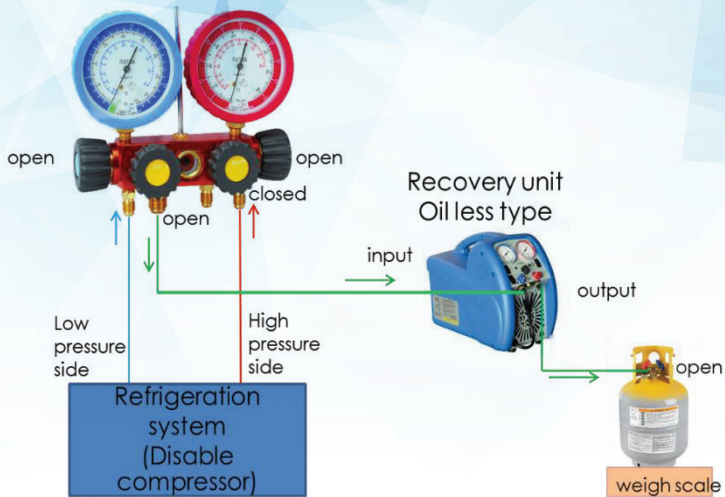 open
open
closed
open
Recovery unit
Oil less type
input
output
Low
pressure
side
High
pressure
side
open
Refrigeration
system
(Disable
compressor)
weigh scale